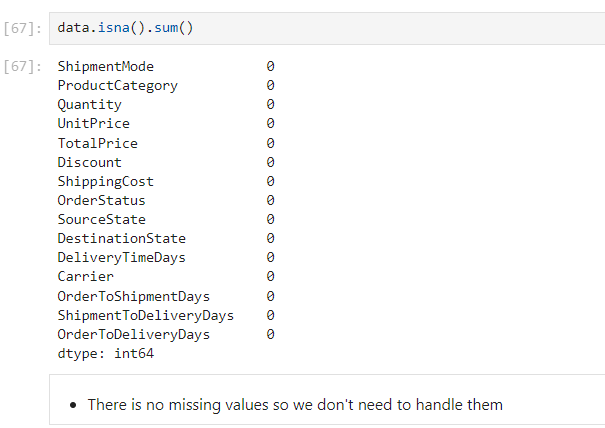 [67]: data.isna().sum()
[67]: ShipmentMode 0
ProductCategory 0
Quantity 0
UnitPrice 0
TotalPrice 0
Discount 0
ShippingCost 0
OrderStatus 0
SourceState 0
DestinationState 0
DeliveryTimeDays 0
Carrier 0
OrderToShipmentDays 0
ShipmentToDeliveryDays 0
OrderToDeliveryDays 0
dtype: int64
• There is no missing values so we don't need to handle them